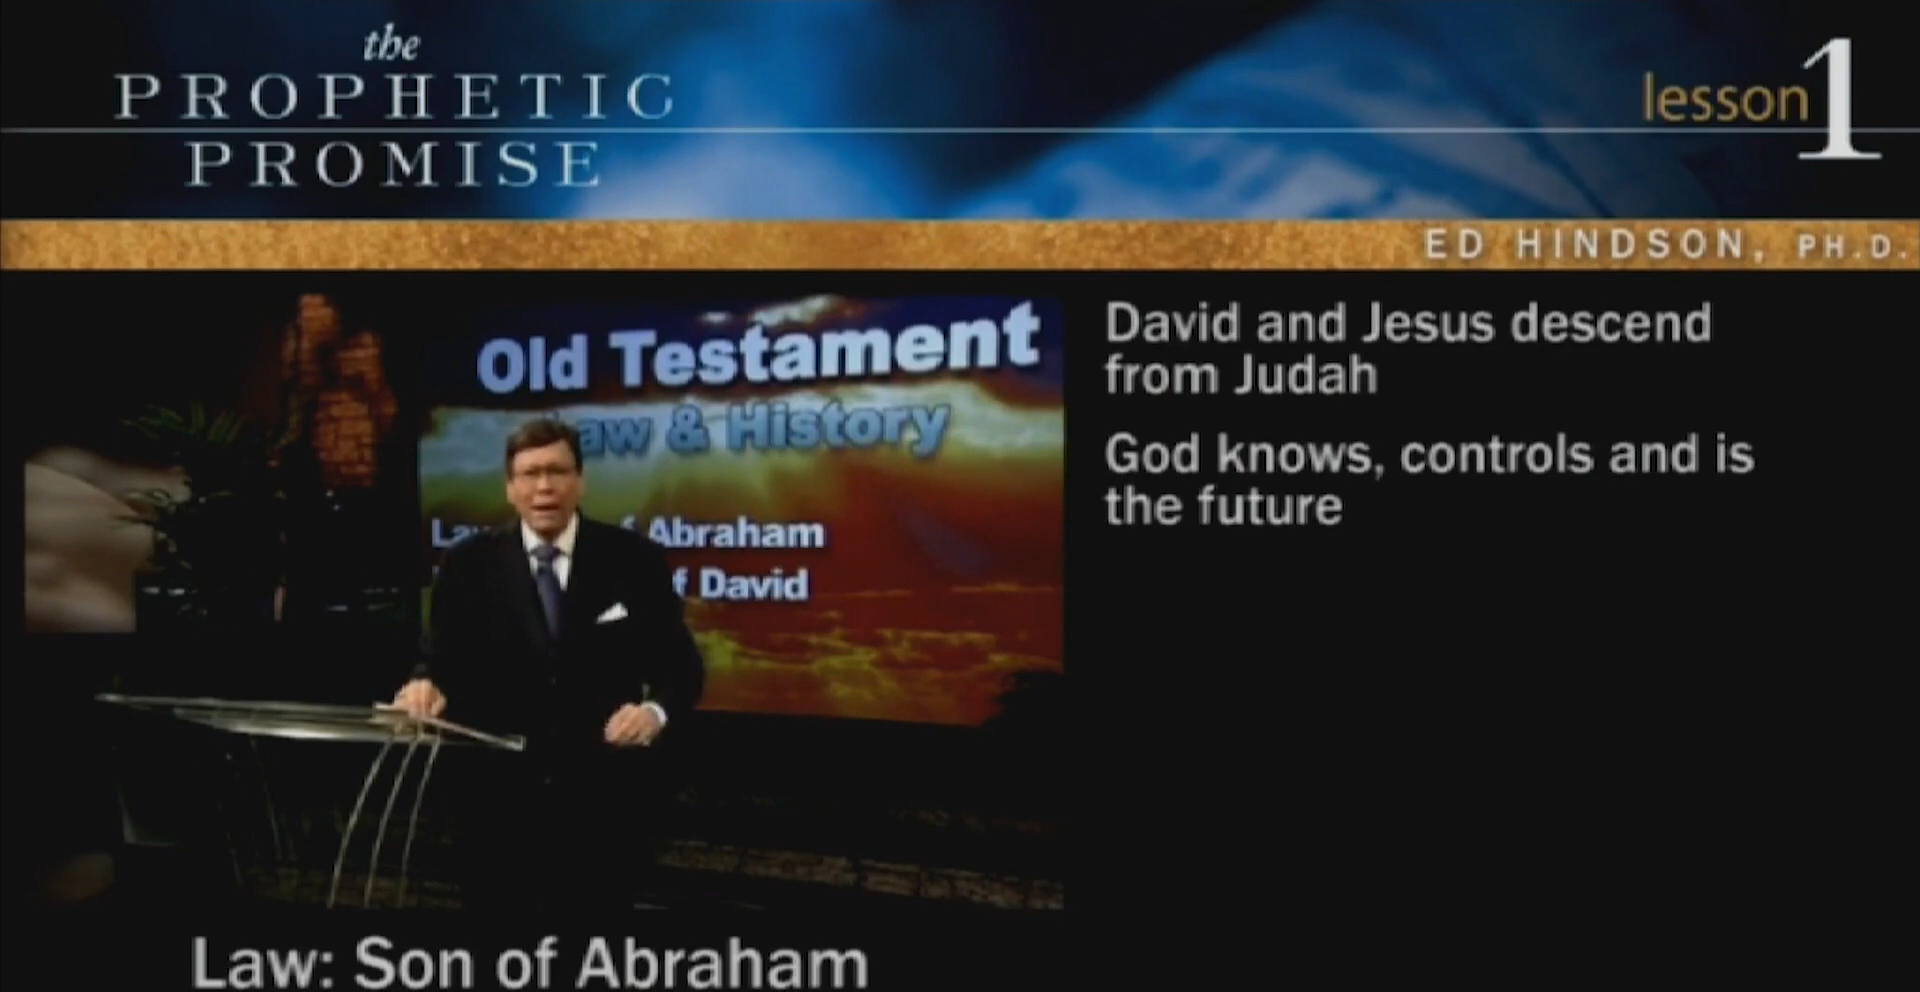 the
PROPHETIC
PROMISE
lesson 1
ED HINDSON, PH.D.
Old Testament
& History
Abraham
David
David and Jesus descend
from Judah
God knows, controls and is
the future
Law: Son of Abraham